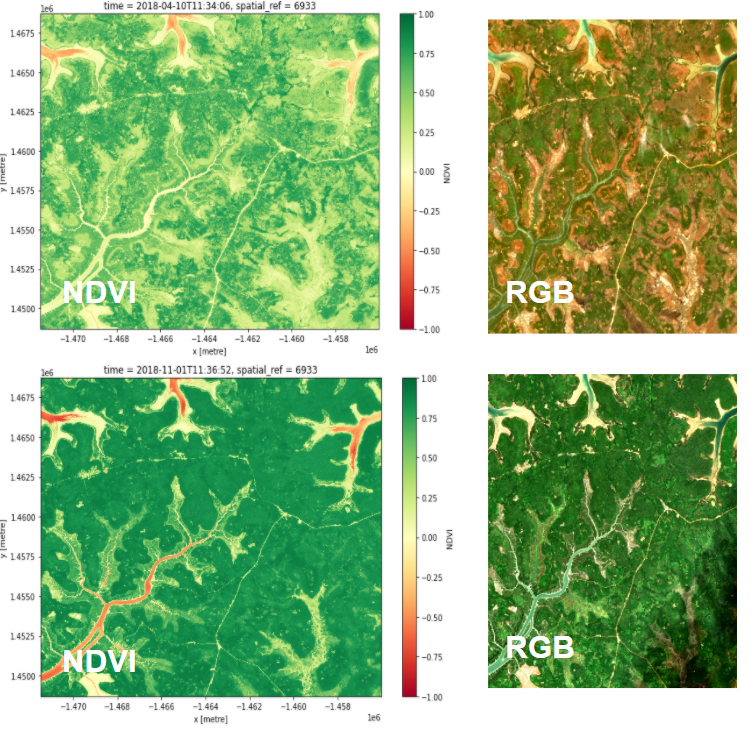 time = 2018-04-10T11:34:06, spatial_ref = 6933
1e6
1.4675
1.4650
1.4625
1.4600
1.4575
1.4550
1.4525
1.4500
y [metre]
NDVI
−1.470 −1.468 −1.466 −1.464 −1.462 −1.460 −1.458
x [metre]
1e6
1.00
0.75
0.50
0.25
0.00
−0.25
−0.50
−0.75
−1.00
NDVI
RGB
time = 2018-11-01T11:36:52, spatial_ref = 6933
1e6
1.4675
1.4650
1.4625
1.4600
1.4575
1.4550
1.4525
1.4500
y [metre]
NDVI
−1.470 −1.468 −1.466 −1.464 −1.462 −1.460 −1.458
x [metre]
1e6
1.00
0.75
0.50
0.25
0.00
−0.25
−0.50
−0.75
−1.00
NDVI
RGB